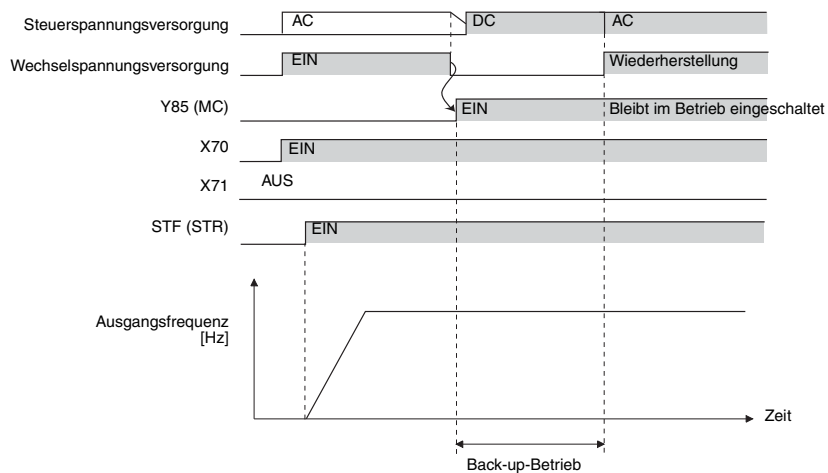 Steuerspannungsversorgung
AC
DC
AC
Wechselspannungsversorgung
EIN
Wiederherstellung
Y85 (MC)
EIN
Bleibt im Betrieb eingeschaltet
X70
EIN
X71
AUS
STF (STR)
EIN
Ausgangsfrequenz
[Hz]
Zeit
Back-up-Betrieb